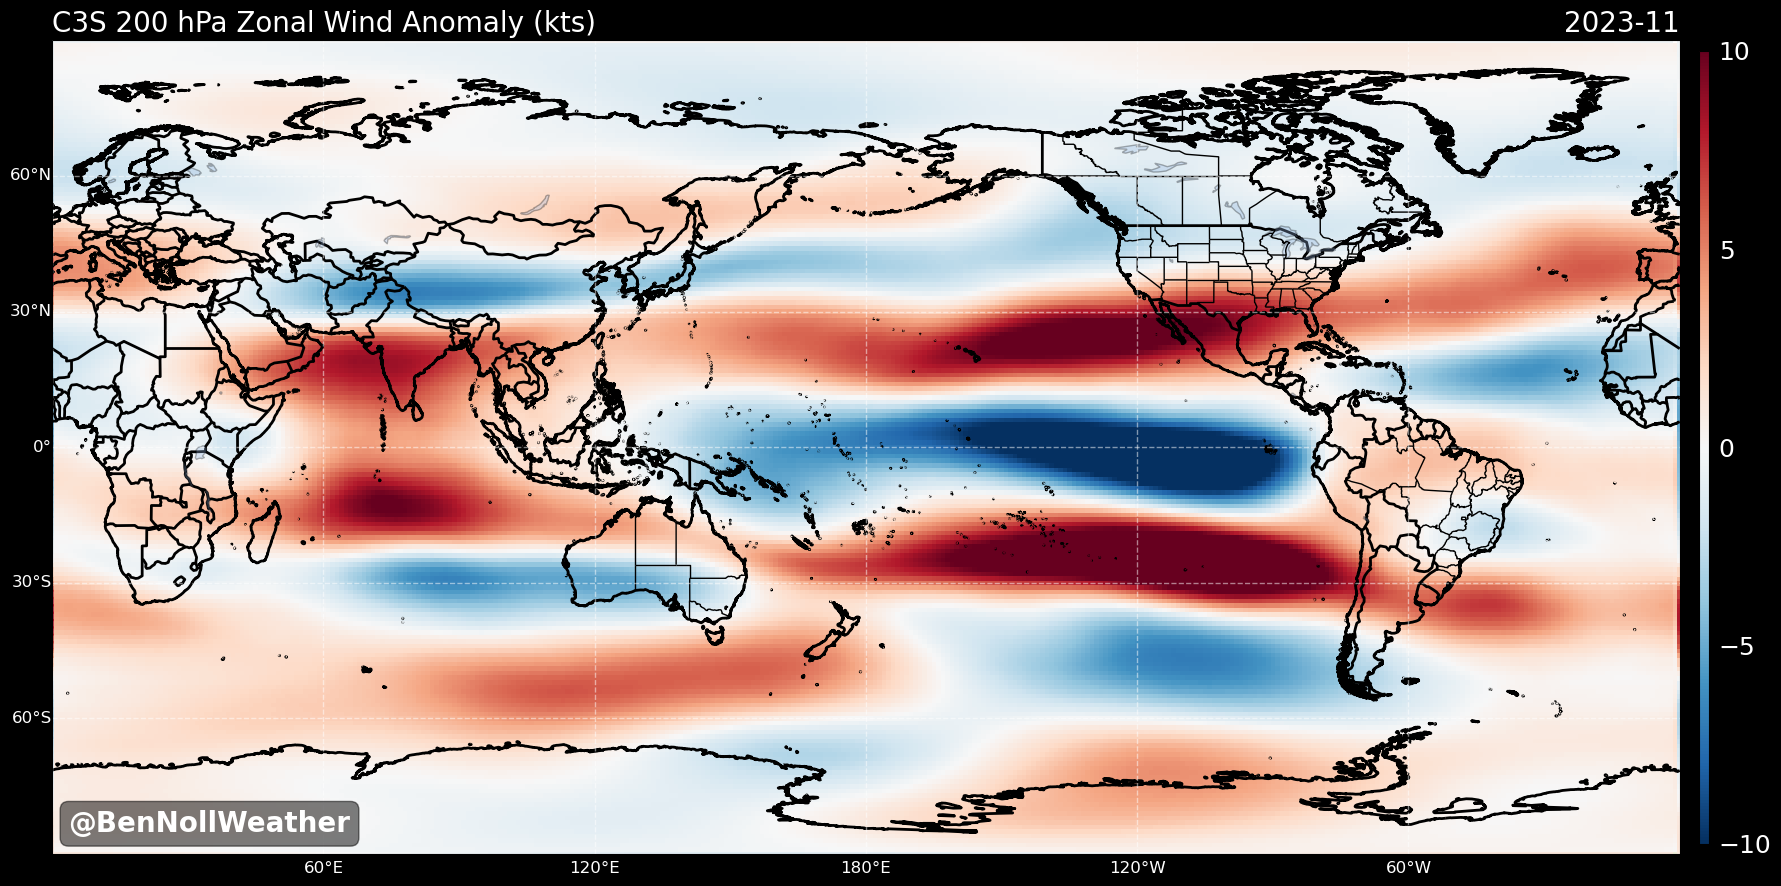 C3S 200 hPa Zonal Wind Anomaly (kts)
2023-11
10
5
0
−5
−10
60°N
30°N
0°
30°S
60°S
60°E
120°E
180°E
120°W
60°W
@BenNollWeather